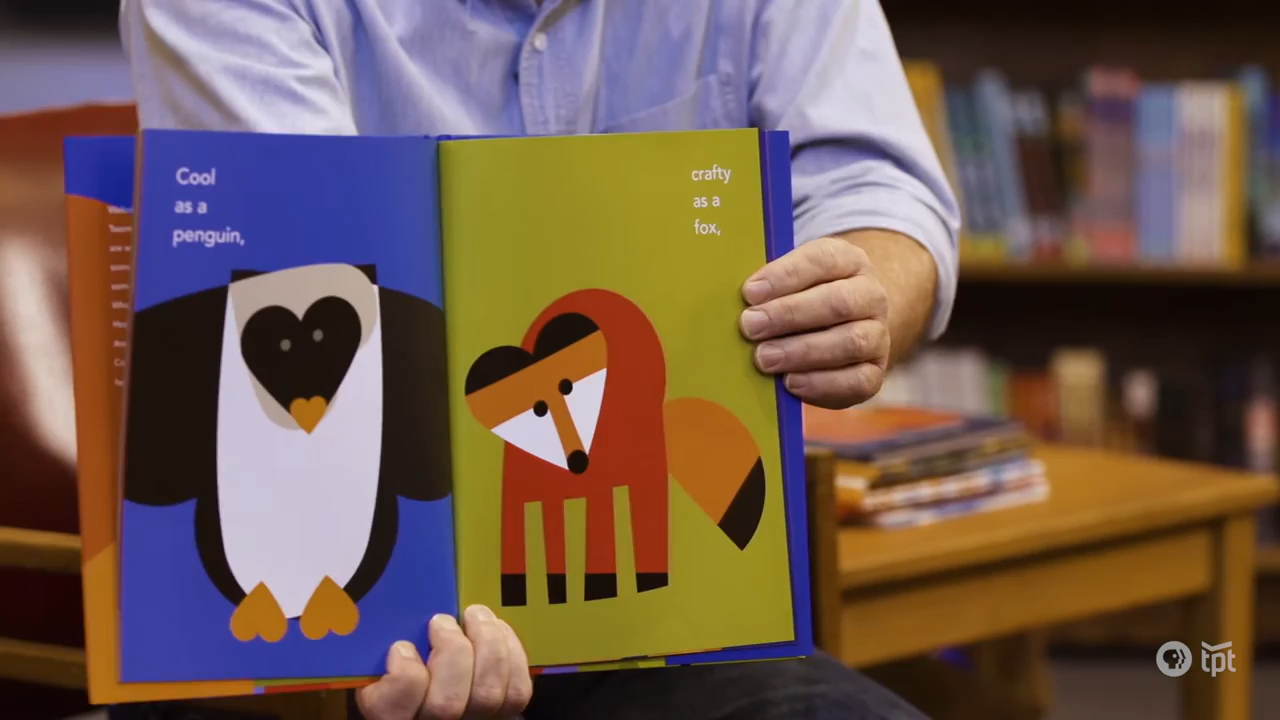 Cool
as a
penguin,
crafty
as a
fox,
tpt